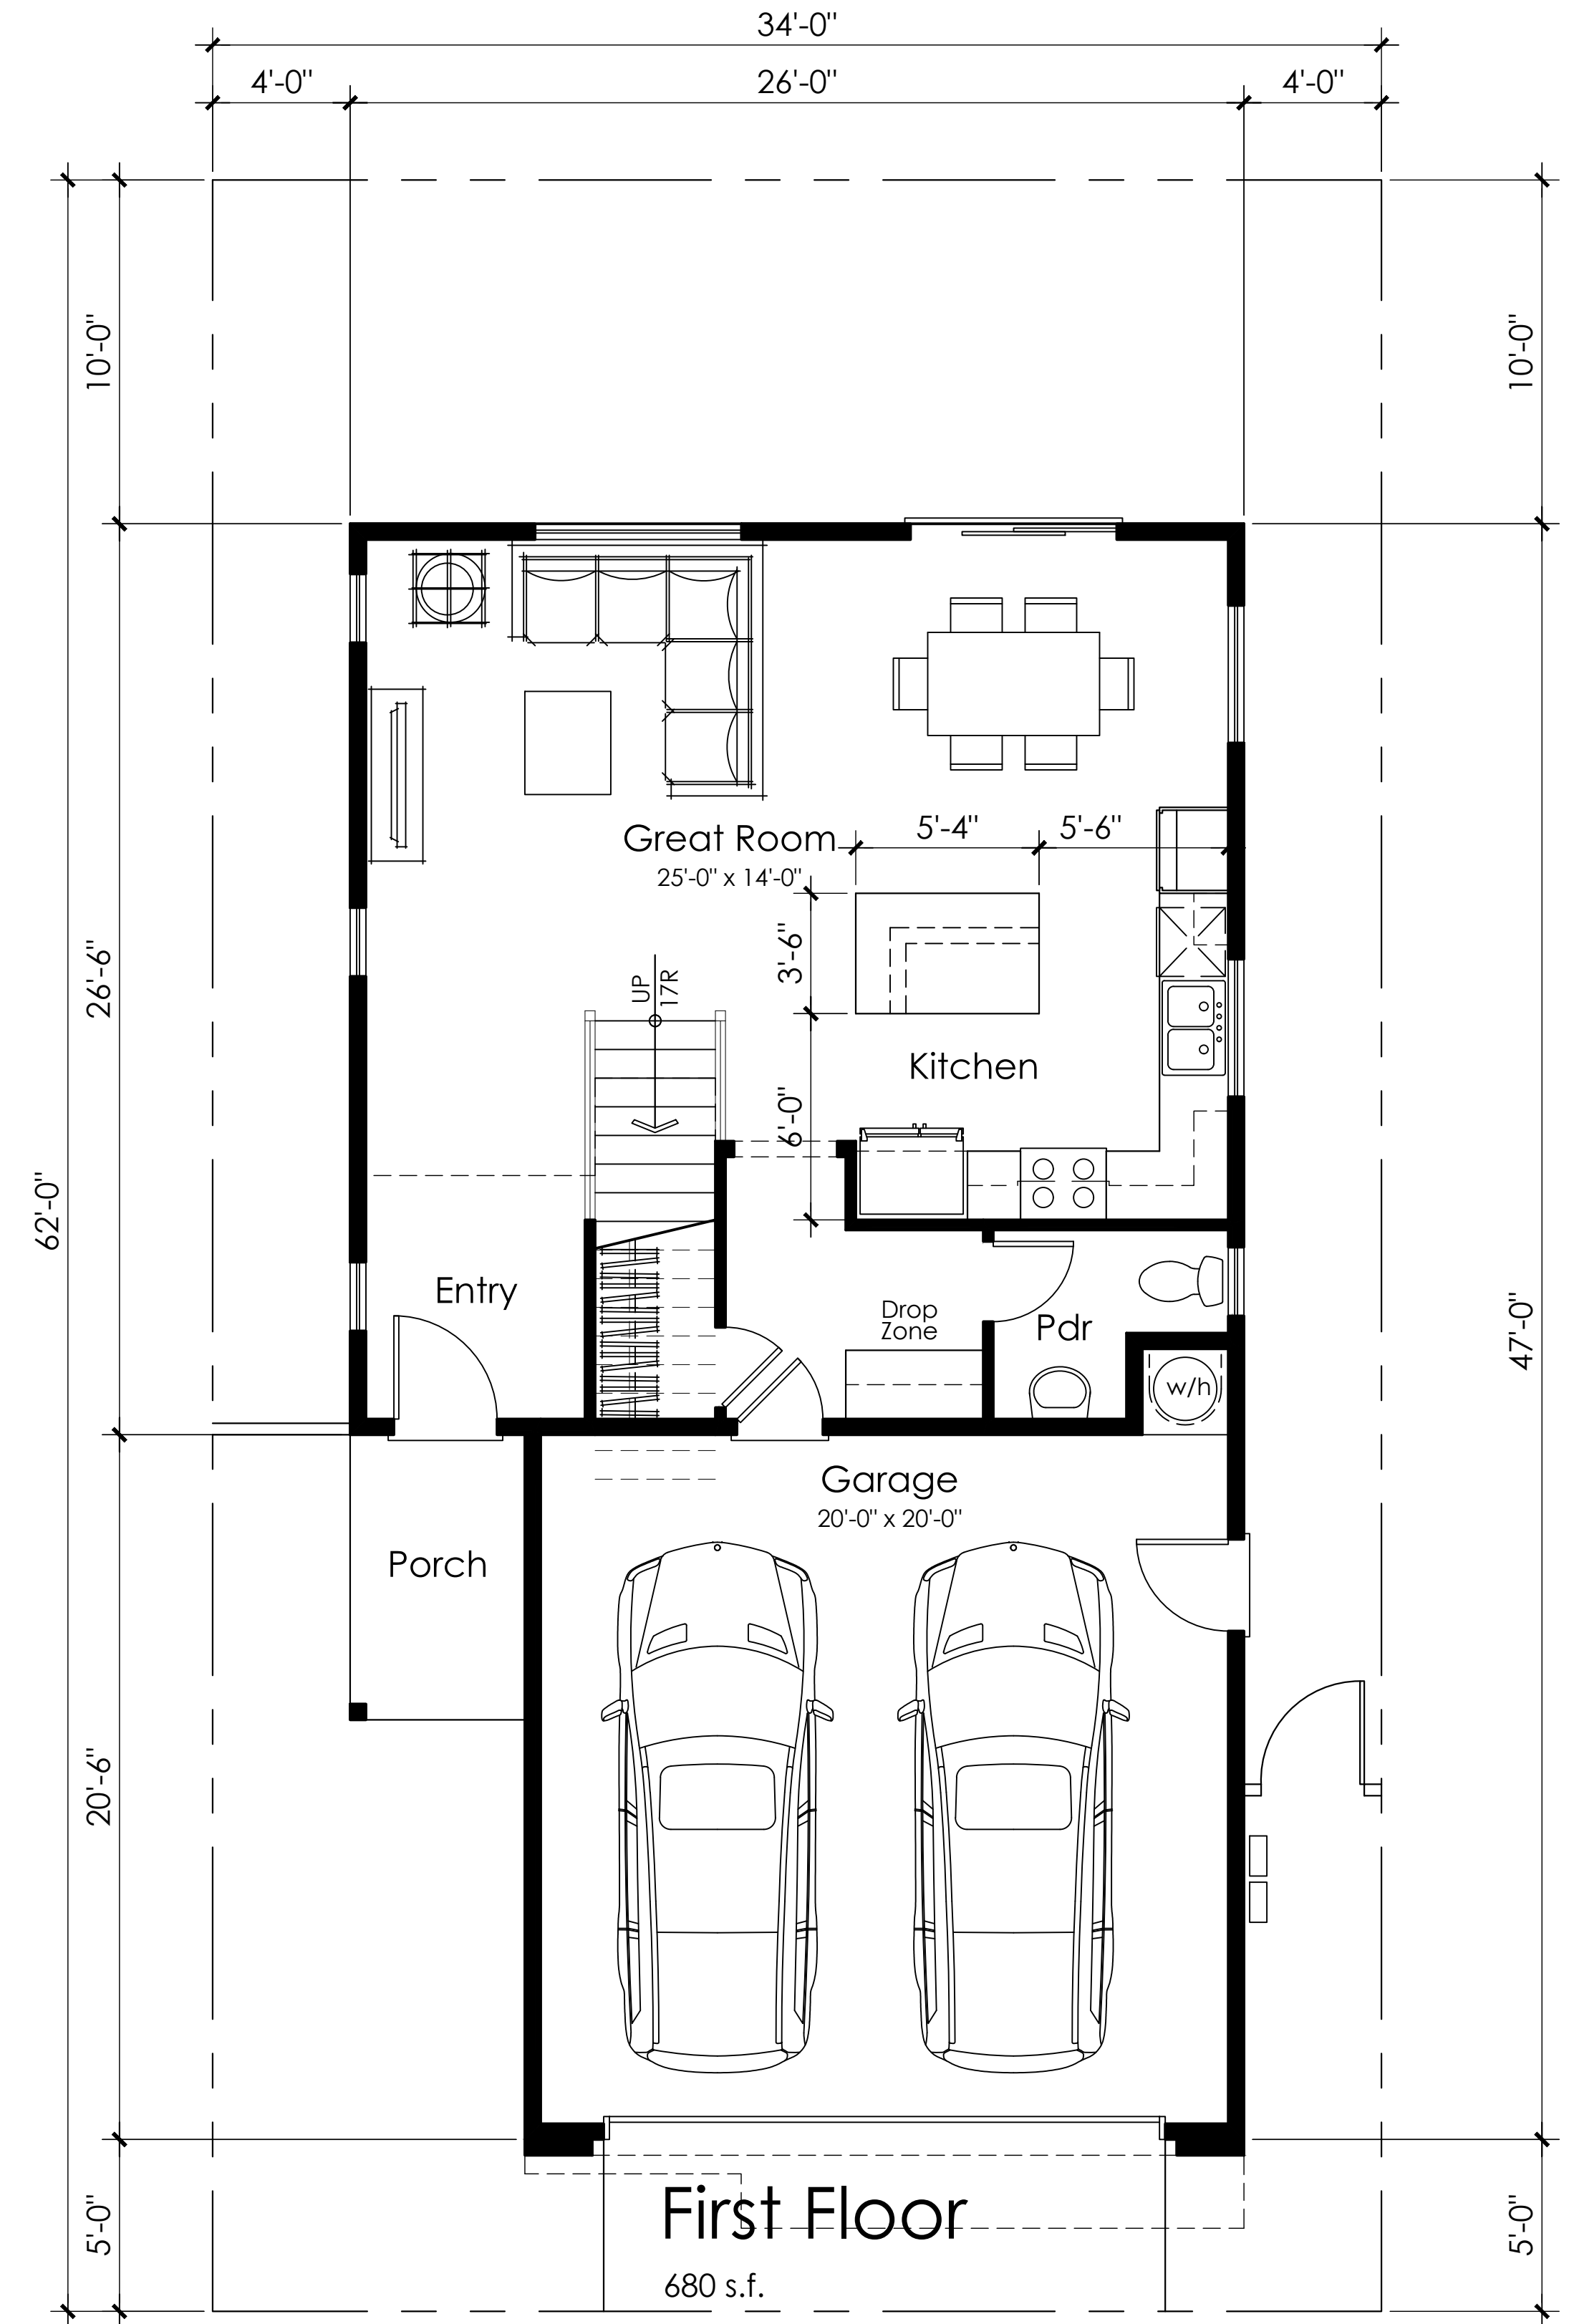 34'-0"
4'-0"
26'-0"
4'-0"
10'-0"
10'-0"
5'-4"
5'-6"
Great Room
25'-0" x 14'-0"
3'-6"
26'-6"
UP
17R
Kitchen
6'-0"
62'-0"
Entry
Drop
Zone
Pdr
47'-0"
w/h
Garage
20'-0" x 20'-0"
Porch
20'-6"
First Floor
5'-0"
5'-0"
680 s.f.